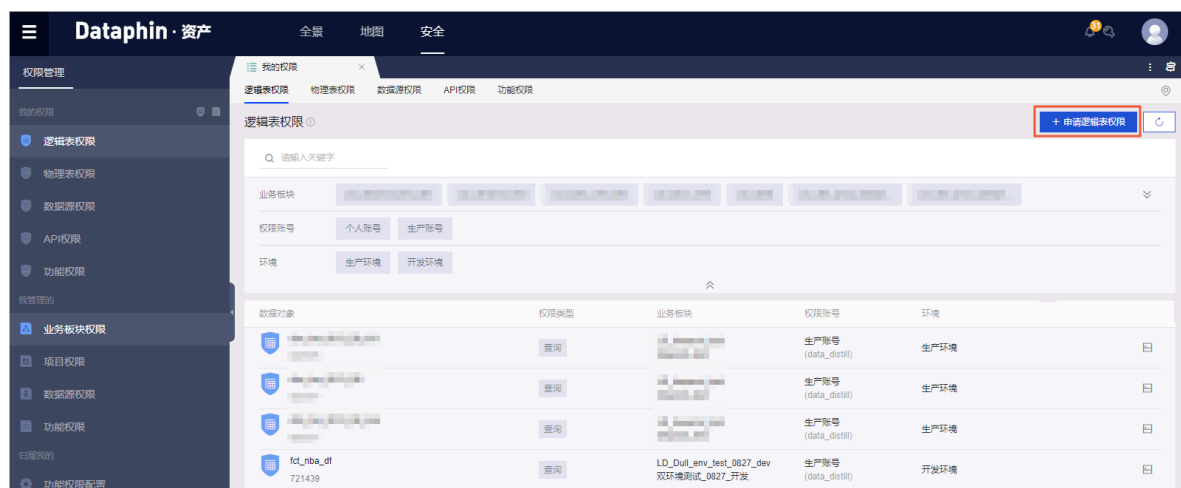 Dataphin · 资产
全景
地图
安全
31
权限管理
我的权限
逻辑表权限
物理表权限
数据源权限
API权限
功能权限
我管理的
业务板块权限
项目权限
数据源权限
功能权限
归属我的
功能权限配置
我的权限
逻辑表权限
物理表权限
数据源权限
API权限
功能权限
逻辑表权限
+ 申请逻辑表权限
请输入关键字
业务板块
权限账号
个人账号
生产账号
环境
生产环境
开发环境
数据对象
权限类型
业务板块
权限账号
环境
查询
生产账号
(data_distill)
生产环境
查询
生产账号
(data_distill)
生产环境
查询
生产账号
(data_distill)
生产环境
fct_nba_df
721439
查询
LD_Dull_env_test_0827_dev
双环境测试_0827_开发
生产账号
(data_distill)
开发环境